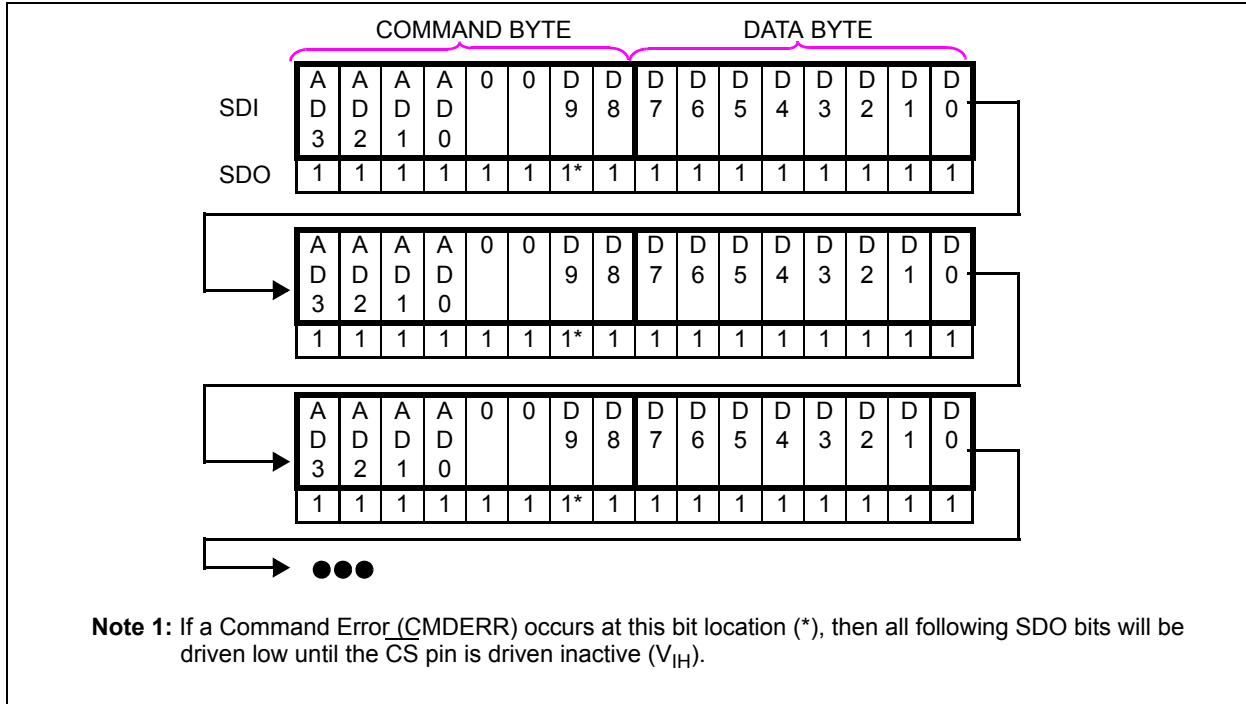 COMMAND BYTE DATA BYTE
SDI
A A A A 0 0 D D D D D D D D D D
D D D D 9 8 7 6 5 4 3 2 1 0
3 2 1 0
SDO 1 1 1 1 1 1 1* 1 1 1 1 1 1 1 1 1
A A A A 0 0 D D D D D D D D D D
D D D D 9 8 7 6 5 4 3 2 1 0
3 2 1 0
1 1 1 1 1 1 1* 1 1 1 1 1 1 1 1 1
A A A A 0 0 D D D D D D D D D D
D D D D 9 8 7 6 5 4 3 2 1 0
3 2 1 0
1 1 1 1 1 1 1* 1 1 1 1 1 1 1 1 1
Note 1: If a Command Error (CMDERR) occurs at this bit location (*), then all following SDO bits will be
driven low until the CS pin is driven inactive (VIH).